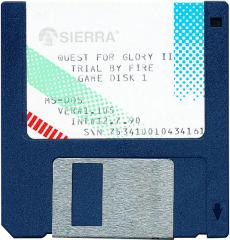 SIERRA®
QUEST FOR GLORY II
TRIAL BY FIRE
GAME DISK 1
MS-DOS
VER#1.105
INT#12.7.90
S/N 753410010434161